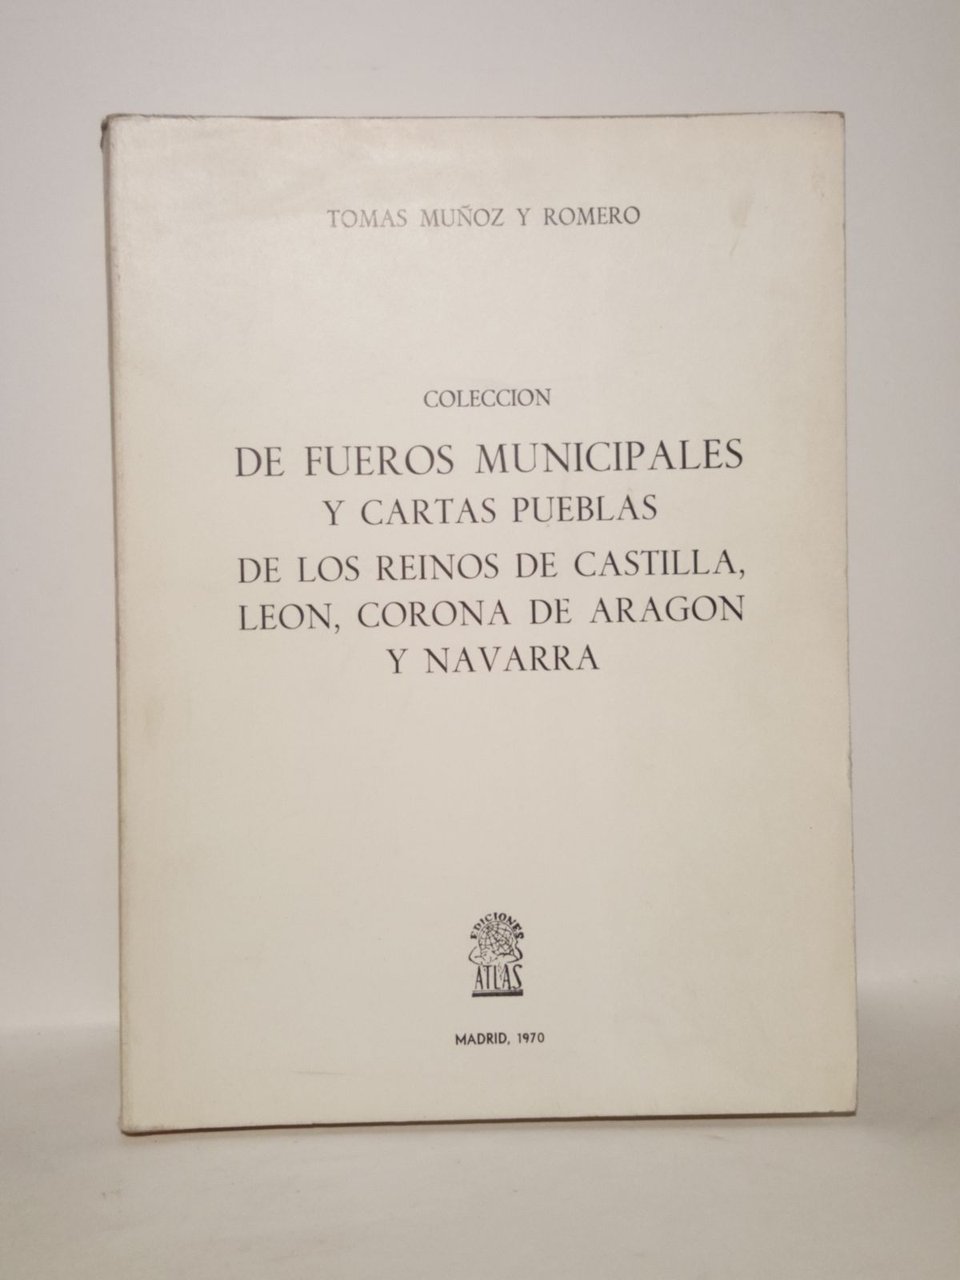 TOMAS MUÑOZ Y ROMERO
COLECCION
DE FUEROS MUNICIPALES
Y CARTAS PUEBLAS
DE LOS REINOS DE CASTILLA,
LEON, CORONA DE ARAGON
Y NAVARRA
EDICIONES
ATLAS
MADRID, 1970